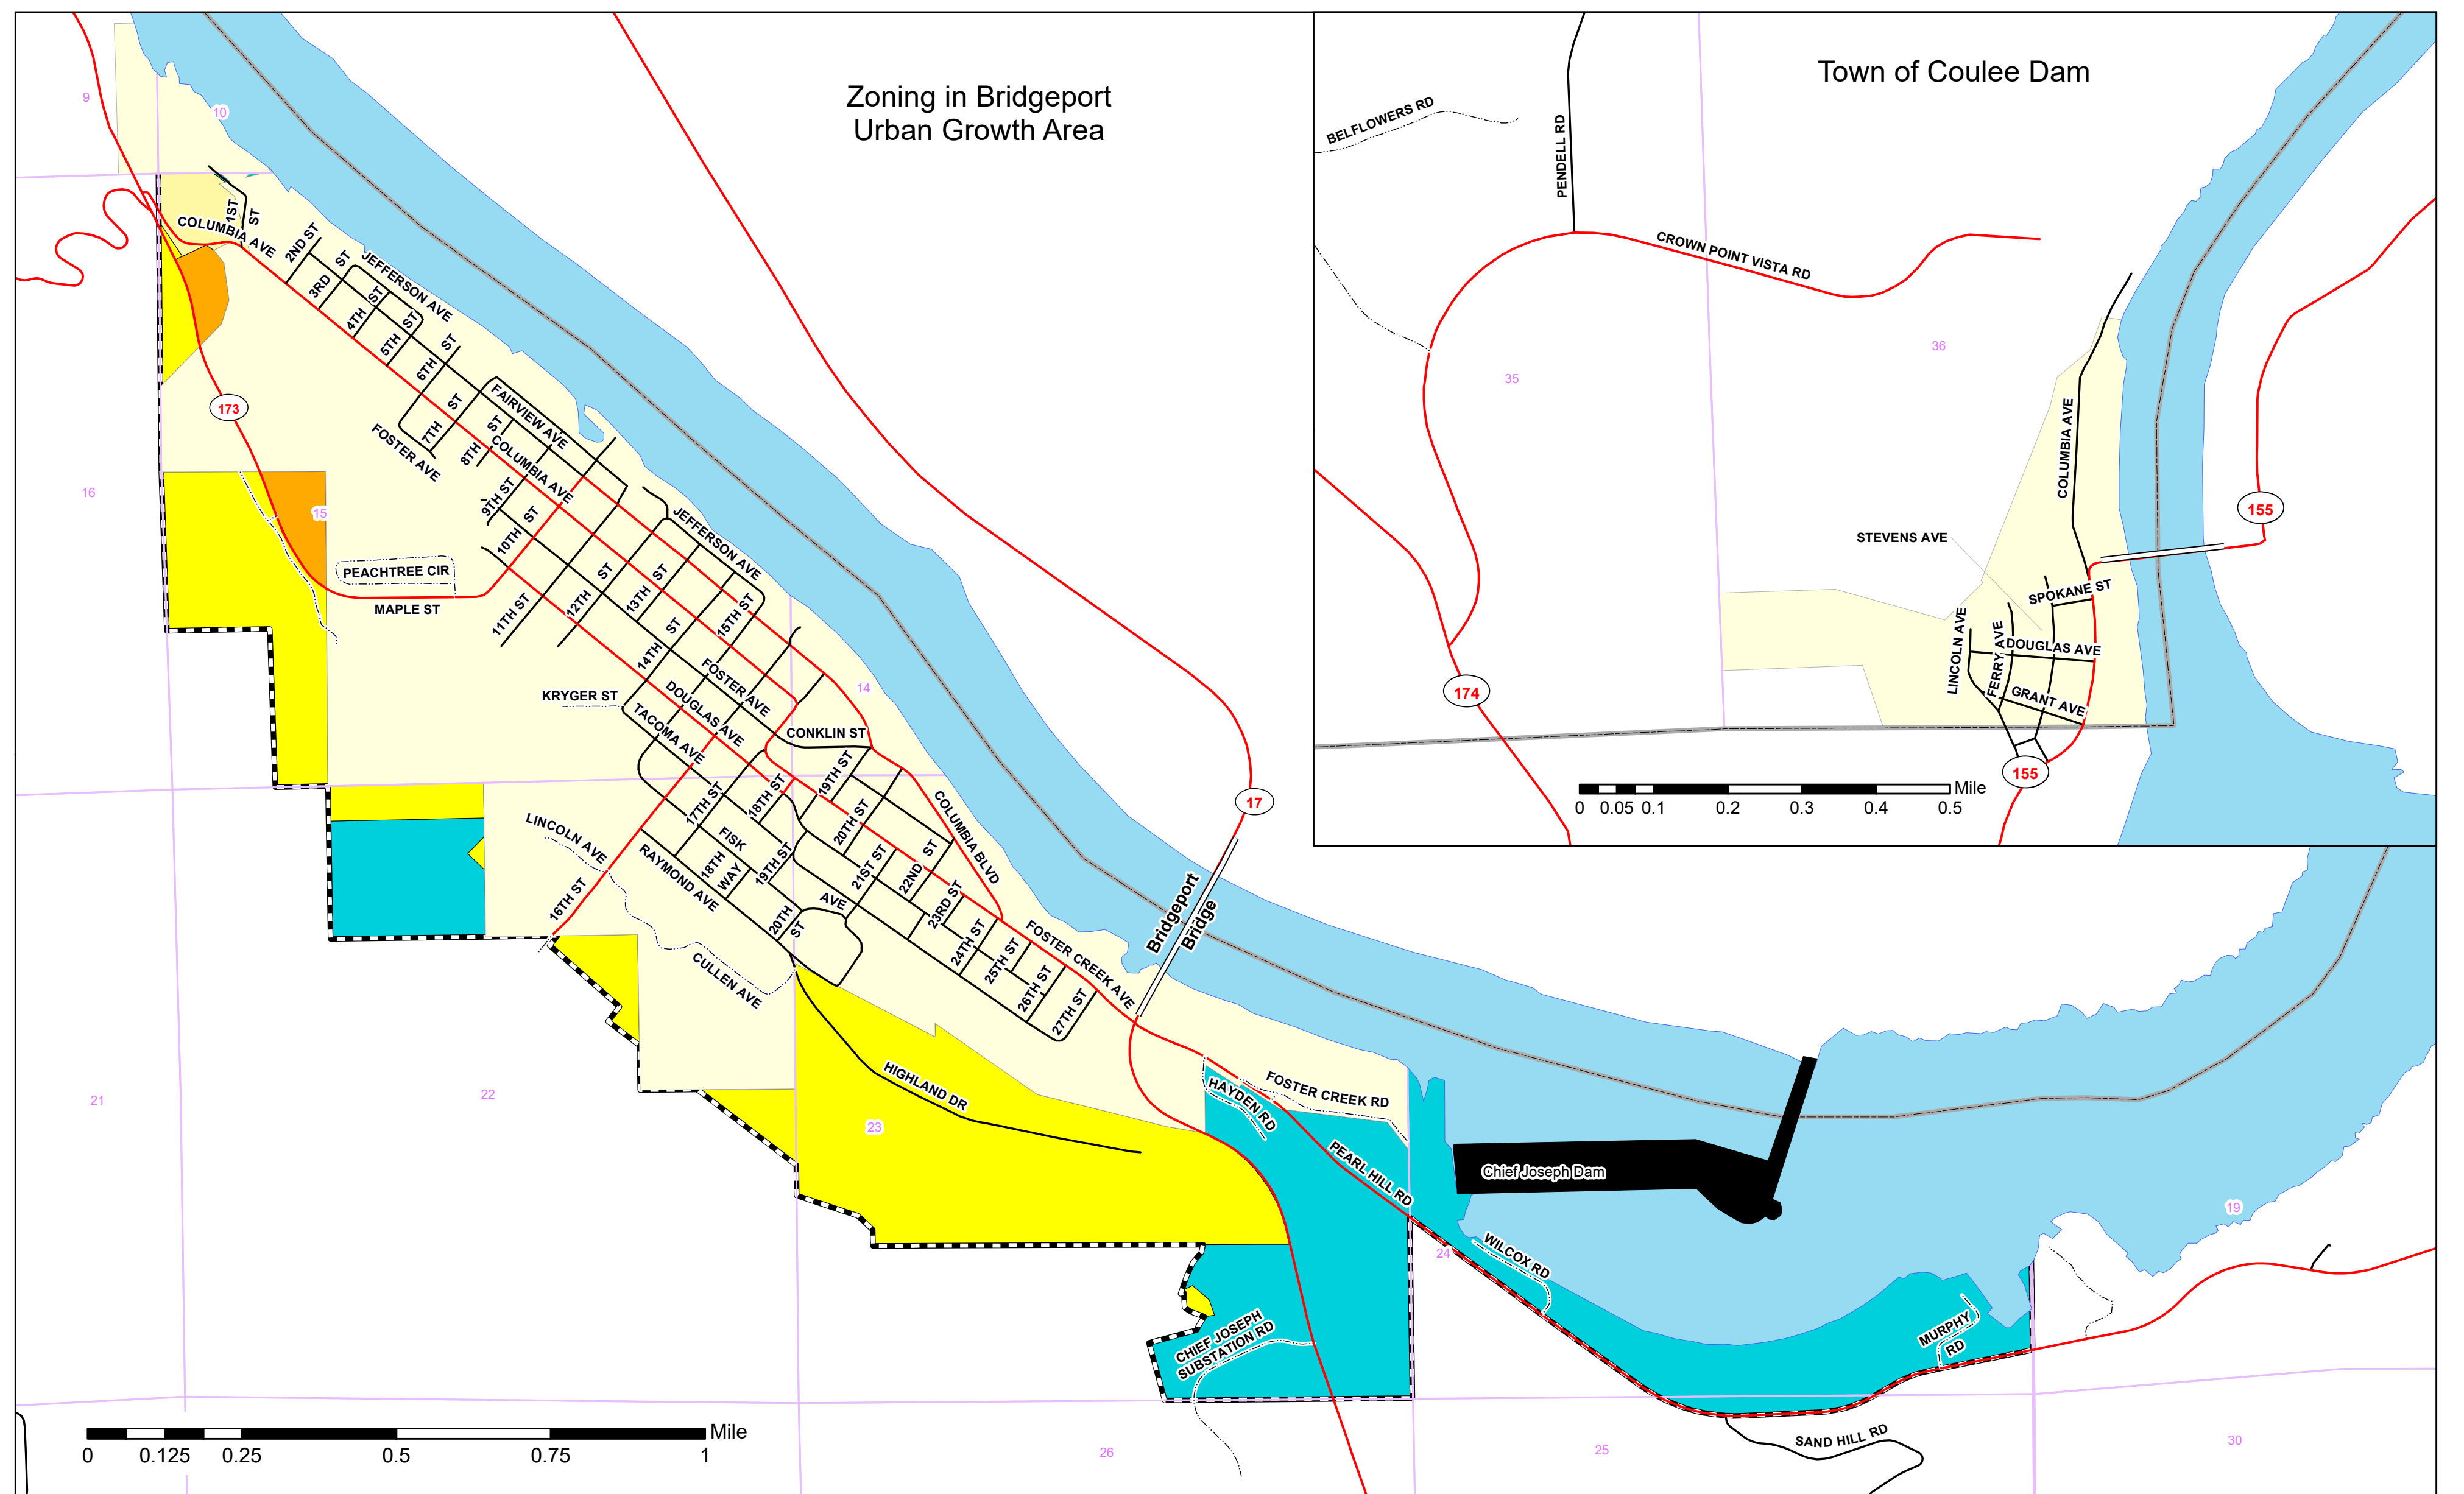 Zoning in Bridgeport
Urban Growth Area
9
10
1ST
ST
COLUMBIA AVE
2ND ST
ST
3RD
JEFFERSON AVE
ST
4TH
ST
5TH
ST
6TH
173
FAIRVIEW AVE
ST
7TH
FOSTER AVE
ST
8TH
COLUMBIA AVE
16
15
9TH ST
ST
10TH
JEFFERSON AVE
PEACHTREE CIR
MAPLE ST
11TH ST
ST
12TH
ST
13TH
15TH ST
ST
14TH
14
KRYGER ST
FOSTER AVE
DOUGLAS AVE
TACOMA AVE
CONKLIN ST
17TH ST
18TH ST
19TH ST
20TH ST
COLUMBIA BLVD
17
LINCOLN AVE
FISK
AVE
RAYMOND AVE
18TH
WAY
19TH ST
21ST ST
ST
22ND
16TH ST
20TH
ST
ST
23RD
24TH ST
25TH ST
26TH ST
27TH ST
FOSTER CREEK AVE
CULLEN AVE
Bridgeport
Bridge
21
22
23
HIGHLAND DR
HAYDEN RD
FOSTER CREEK RD
PEARL HILL RD
Chief Joseph Dam
24
19
WILCOX RD
MURPHY
RD
CHIEF JOSEPH
SUBSTATION RD
SAND HILL RD
26
25
30
0
0.125
0.25
0.5
0.75
1
Mile
Town of Coulee Dam
BELFLOWERS RD
PENDELL RD
CROWN POINT VISTA RD
35
36
COLUMBIA AVE
155
STEVENS AVE
SPOKANE ST
LINCOLN AVE
FERRY AVE
DOUGLAS AVE
GRANT AVE
174
155
0
0.05
0.1
0.2
0.3
0.4
0.5
Mile